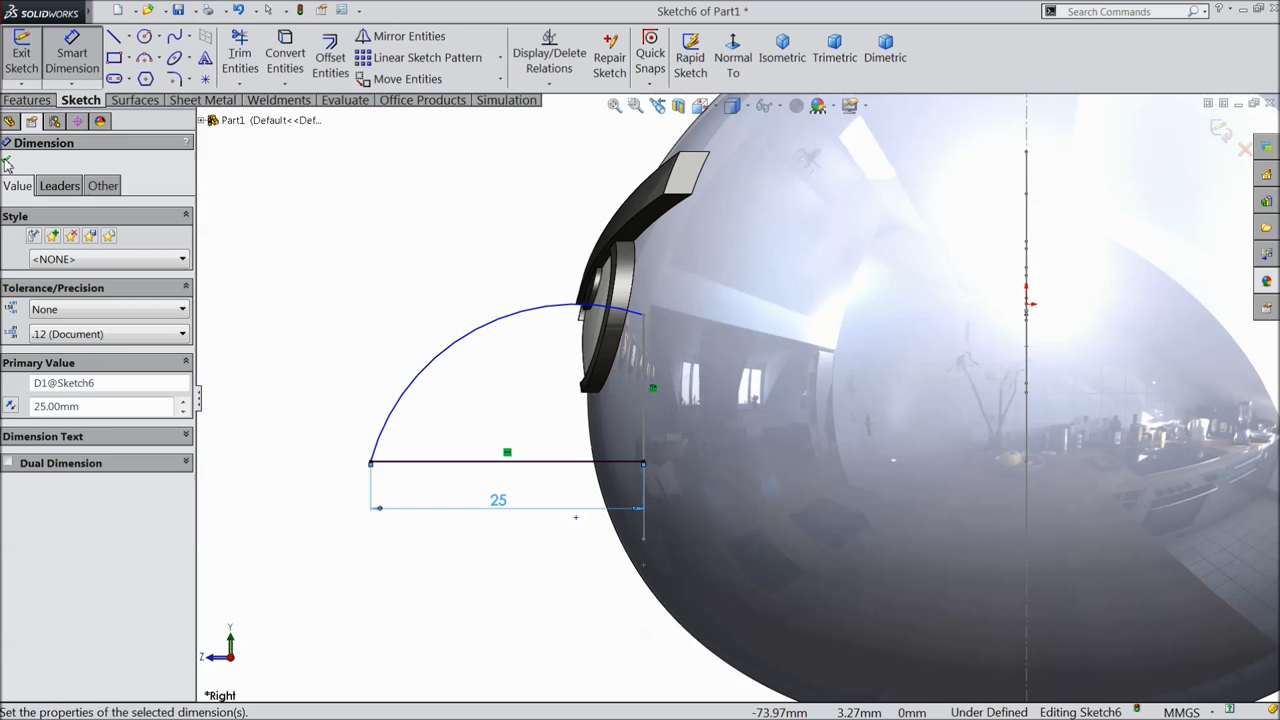 SOLIDWORKS
Sketch6 of Part1 *
Search Commands
Exit Sketch
Smart Dimension
Trim Entities
Convert Entities
Offset Entities
Mirror Entities
Linear Sketch Pattern
Move Entities
Display/Delete Relations
Repair Sketch
Quick Snaps
Rapid Sketch
Normal To
Isometric
Trimetric
Dimetric
Features
Sketch
Surfaces
Sheet Metal
Weldments
Evaluate
Office Products
Simulation
Part1 (Default<<Def...
Dimension
?
Value
Leaders
Other
Style
<NONE>
Tolerance/Precision
None
.12 (Document)
Primary Value
D1@Sketch6
25.00mm
Dimension Text
Dual Dimension
25
Y
Z
*Right
Set the properties of the selected dimension(s).
-73.97mm
3.27mm
0mm
Under Defined
Editing Sketch6
MMGS